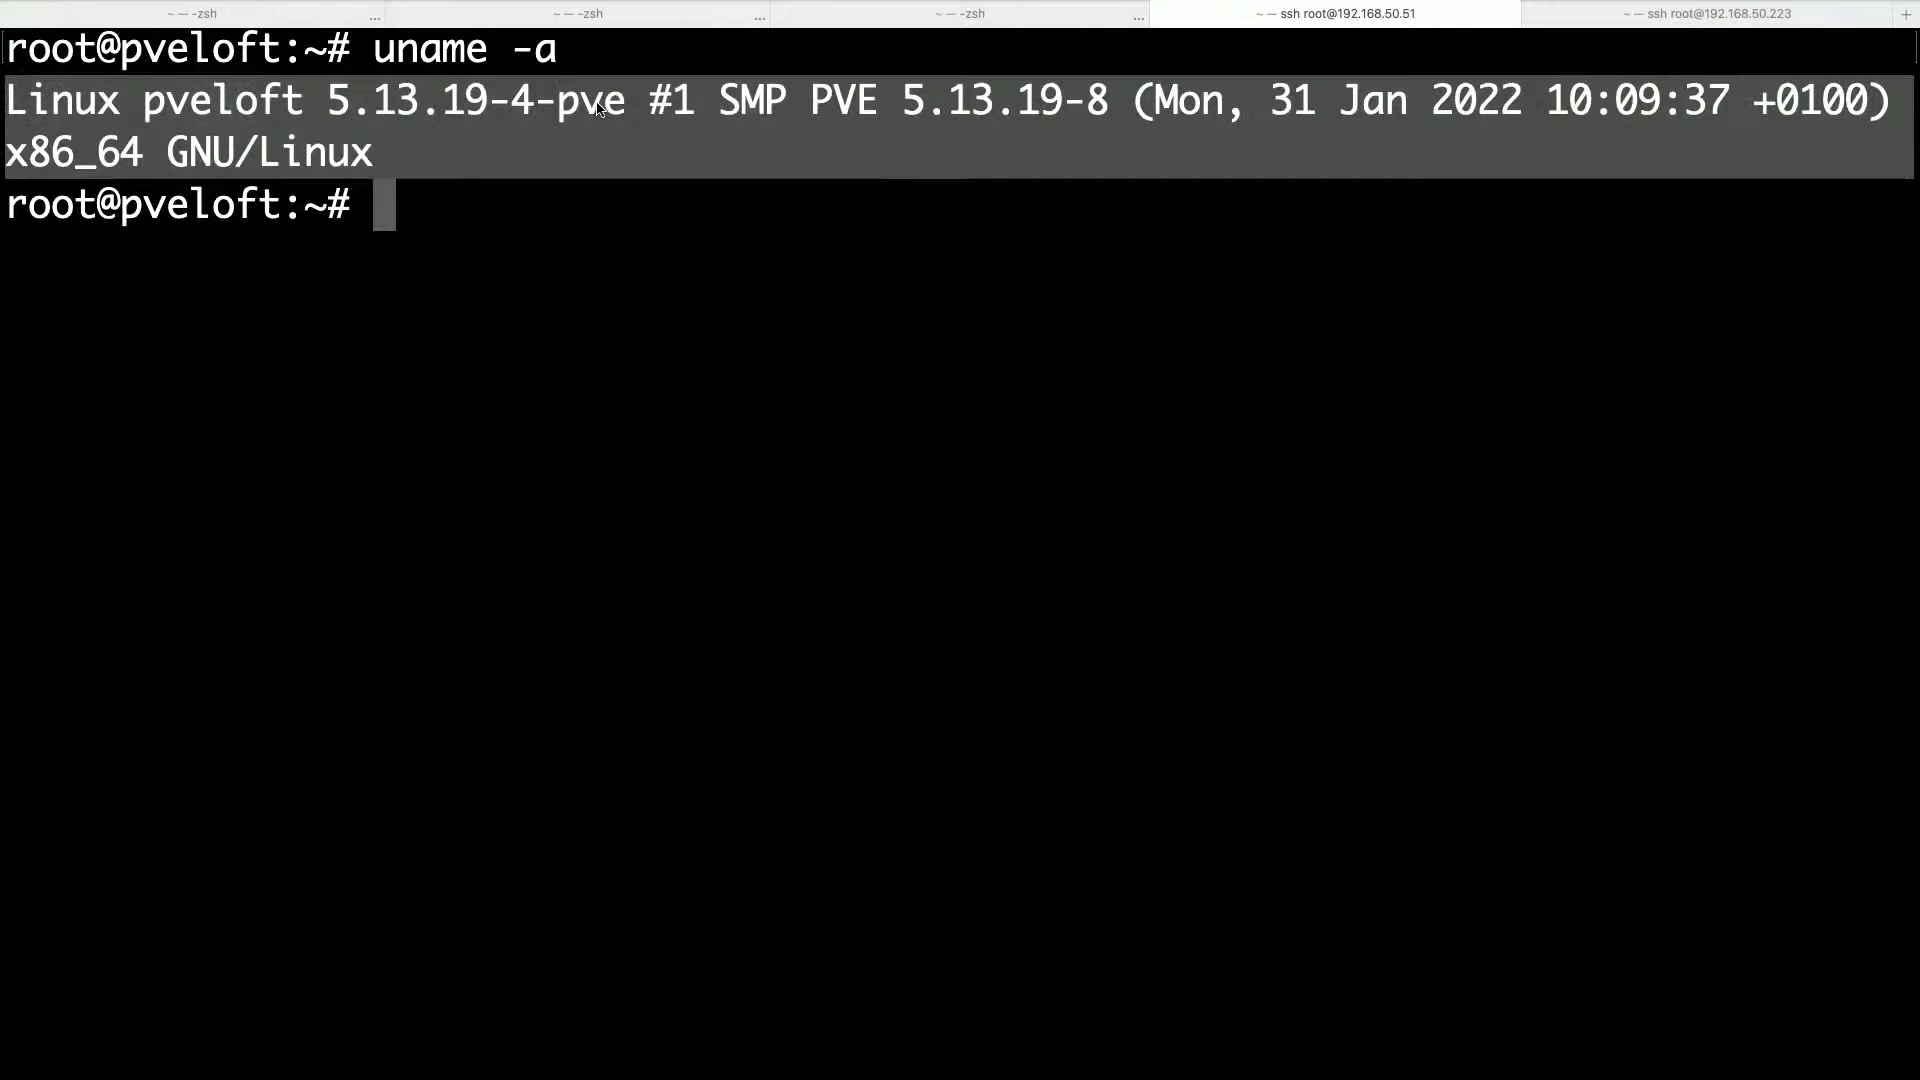 ~ — -zsh ... ~ — -zsh ... ~ — -zsh ... ~ — ssh root@192.168.50.51 ~ — ssh root@192.168.50.223 +
root@pveloft:~# uname -a
Linux pveloft 5.13.19-4-pve #1 SMP PVE 5.13.19-8 (Mon, 31 Jan 2022 10:09:37 +0100)
x86_64 GNU/Linux
root@pveloft:~#